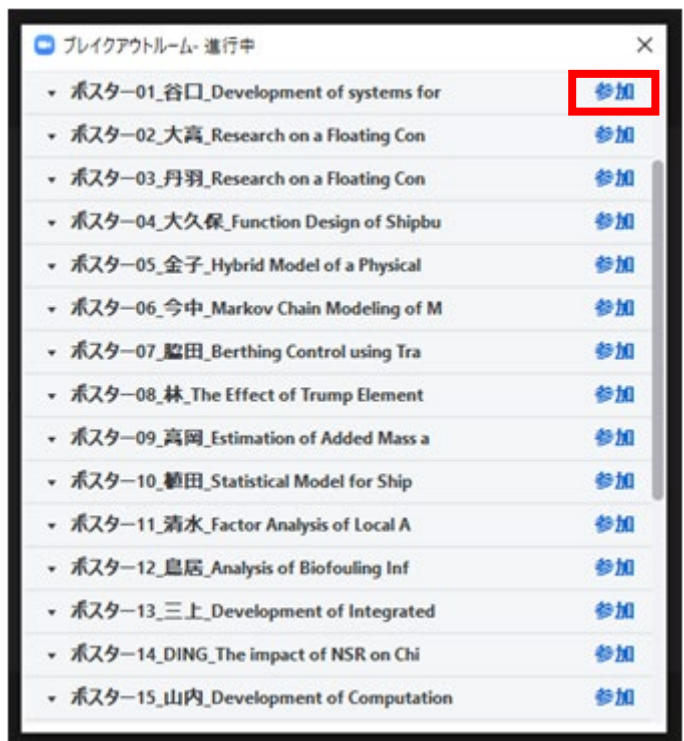 ブレイクアウトルーム- 進行中
ポスター01_谷口_Development of systems for 参加
ポスター02_大高_Research on a Floating Con 参加
ポスター03_丹羽_Research on a Floating Con 参加
ポスター04_大久保_Function Design of Shipbu 参加
ポスター05_金子_Hybrid Model of a Physical 参加
ポスター06_今中_Markov Chain Modeling of M 参加
ポスター07_脇田_Berthing Control using Tra 参加
ポスター08_林_The Effect of Trump Element 参加
ポスター09_高岡_Estimation of Added Mass a 参加
ポスター10_植田_Statistical Model for Ship 参加
ポスター11_清水_Factor Analysis of Local A 参加
ポスター12_鳥居_Analysis of Biofouling Inf 参加
ポスター13_三上_Development of Integrated 参加
ポスター14_DING_The impact of NSR on Chi 参加
ポスター15_山内_Development of Computation 参加